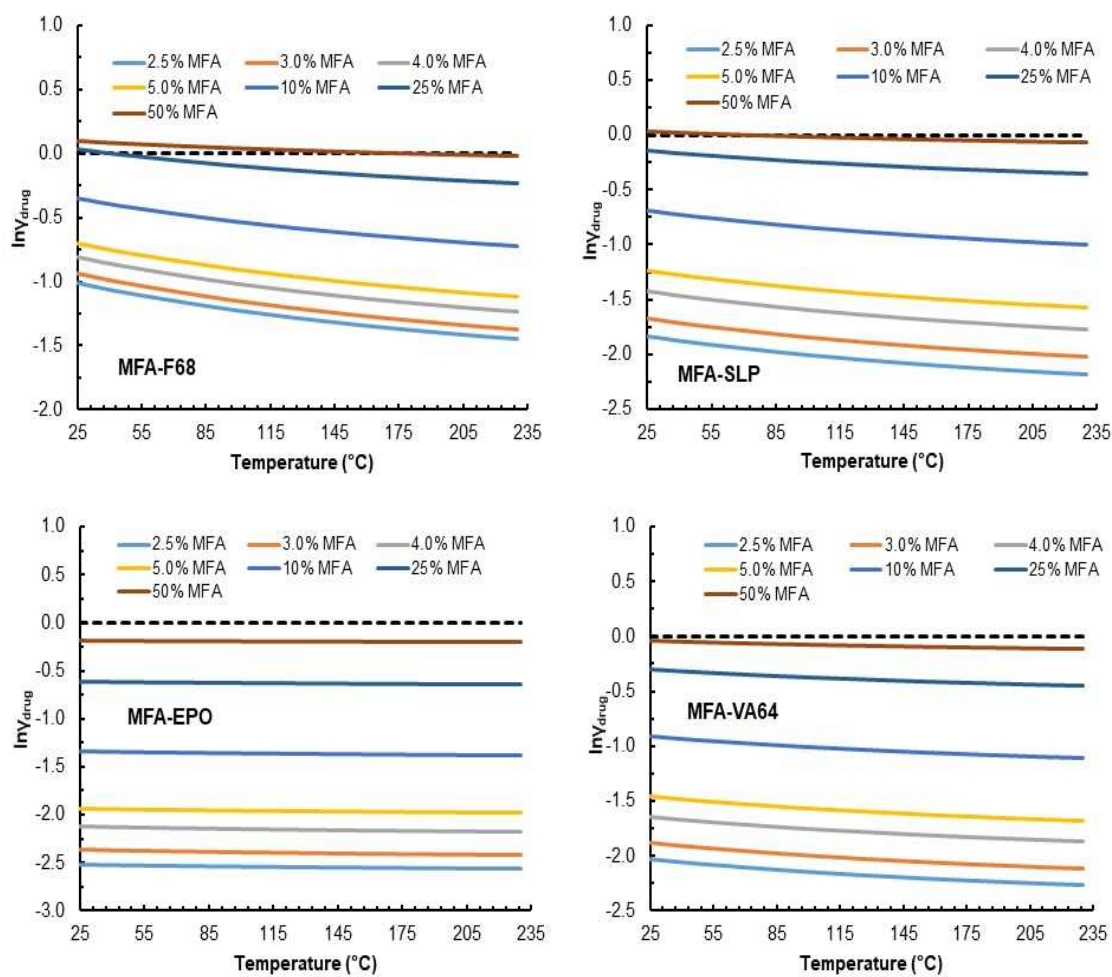 1.0
0.5
0.0
-0.5
-1.0
-1.5
-2.0
lnγdrug
2.5% MFA 3.0% MFA 4.0% MFA
5.0% MFA 10% MFA 25% MFA
50% MFA
MFA-F68
25 55 85 115 145 175 205 235
Temperature (°C)
1.0
0.5
0.0
-0.5
-1.0
-1.5
-2.0
-2.5
lnγdrug
2.5% MFA 3.0% MFA 4.0% MFA
5.0% MFA 10% MFA 25% MFA
50% MFA
MFA-SLP
25 55 85 115 145 175 205 235
Temperature (°C)
1.0
0.5
0.0
-0.5
-1.0
-1.5
-2.0
-2.5
-3.0
lnγdrug
2.5% MFA 3.0% MFA 4.0% MFA
5.0% MFA 10% MFA 25% MFA
50% MFA
MFA-EPO
25 55 85 115 145 175 205 235
Temperature (°C)
1.0
0.5
0.0
-0.5
-1.0
-1.5
-2.0
-2.5
lnγdrug
2.5% MFA 3.0% MFA 4.0% MFA
5.0% MFA 10% MFA 25% MFA
50% MFA
MFA-VA64
25 55 85 115 145 175 205 235
Temperature (°C)